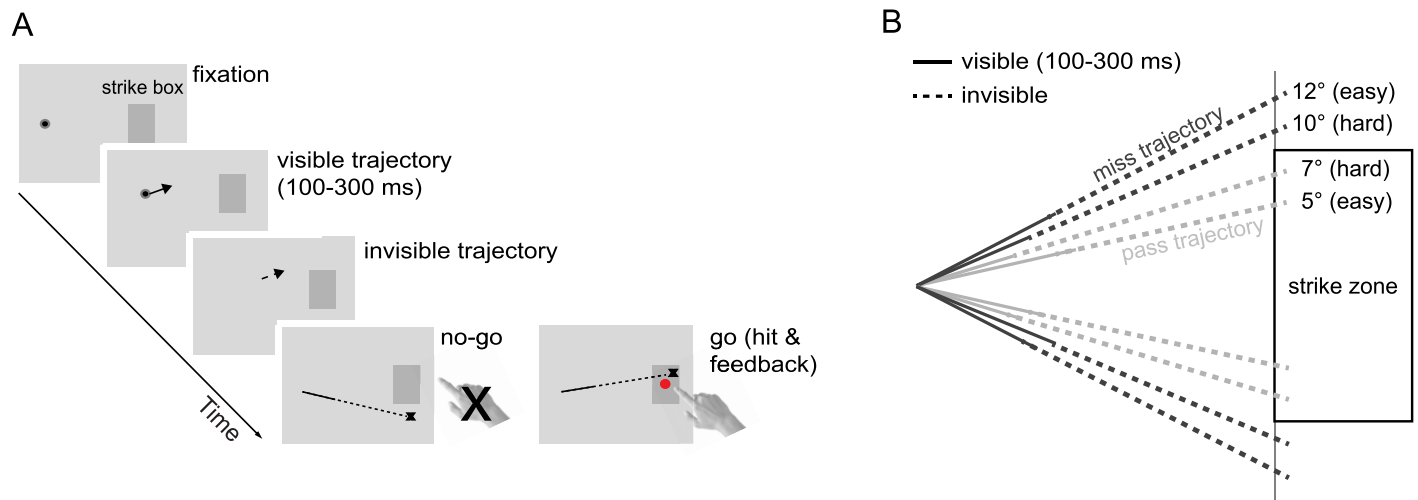 A
fixation
strike box
visible trajectory
(100-300 ms)
invisible trajectory
no-go
go (hit &
feedback)
X
Time
B
visible (100-300 ms)
invisible
miss trajectory
pass trajectory
12° (easy)
10° (hard)
7° (hard)
5° (easy)
strike zone